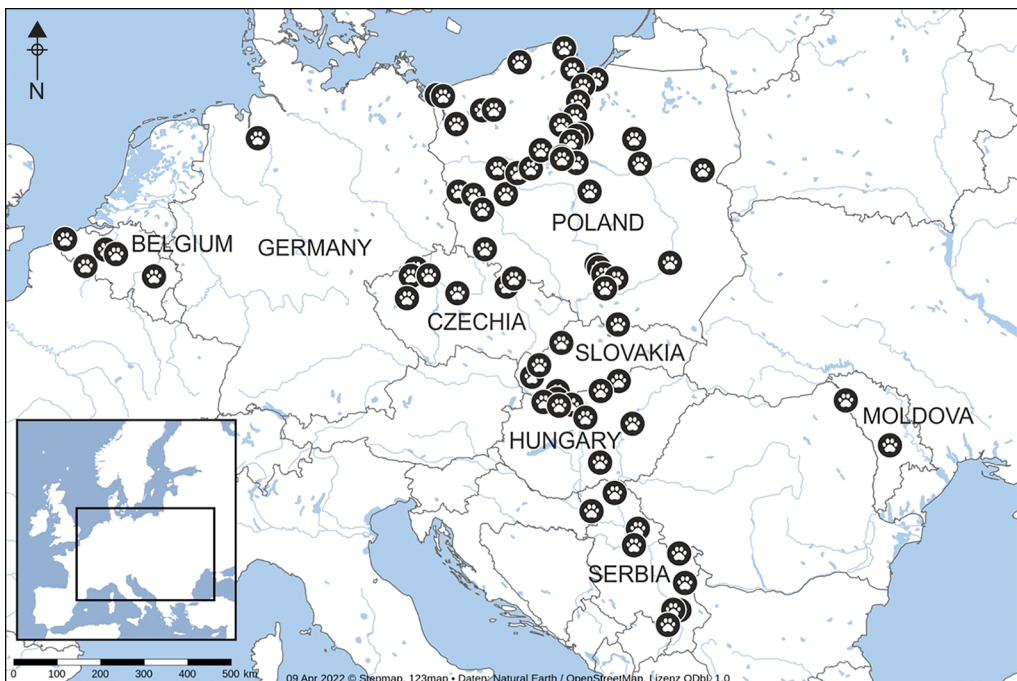 N
BELGIUM
GERMANY
POLAND
CZECHIA
SLOVAKIA
HUNGARY
MOLDOVA
SERBIA
0 100 200 300 400 500 km
09 Apr 2022 © Stepmap, 123map • Daten: Natural Earth / OpenStreetMap, Lizenz ODbL 1.0